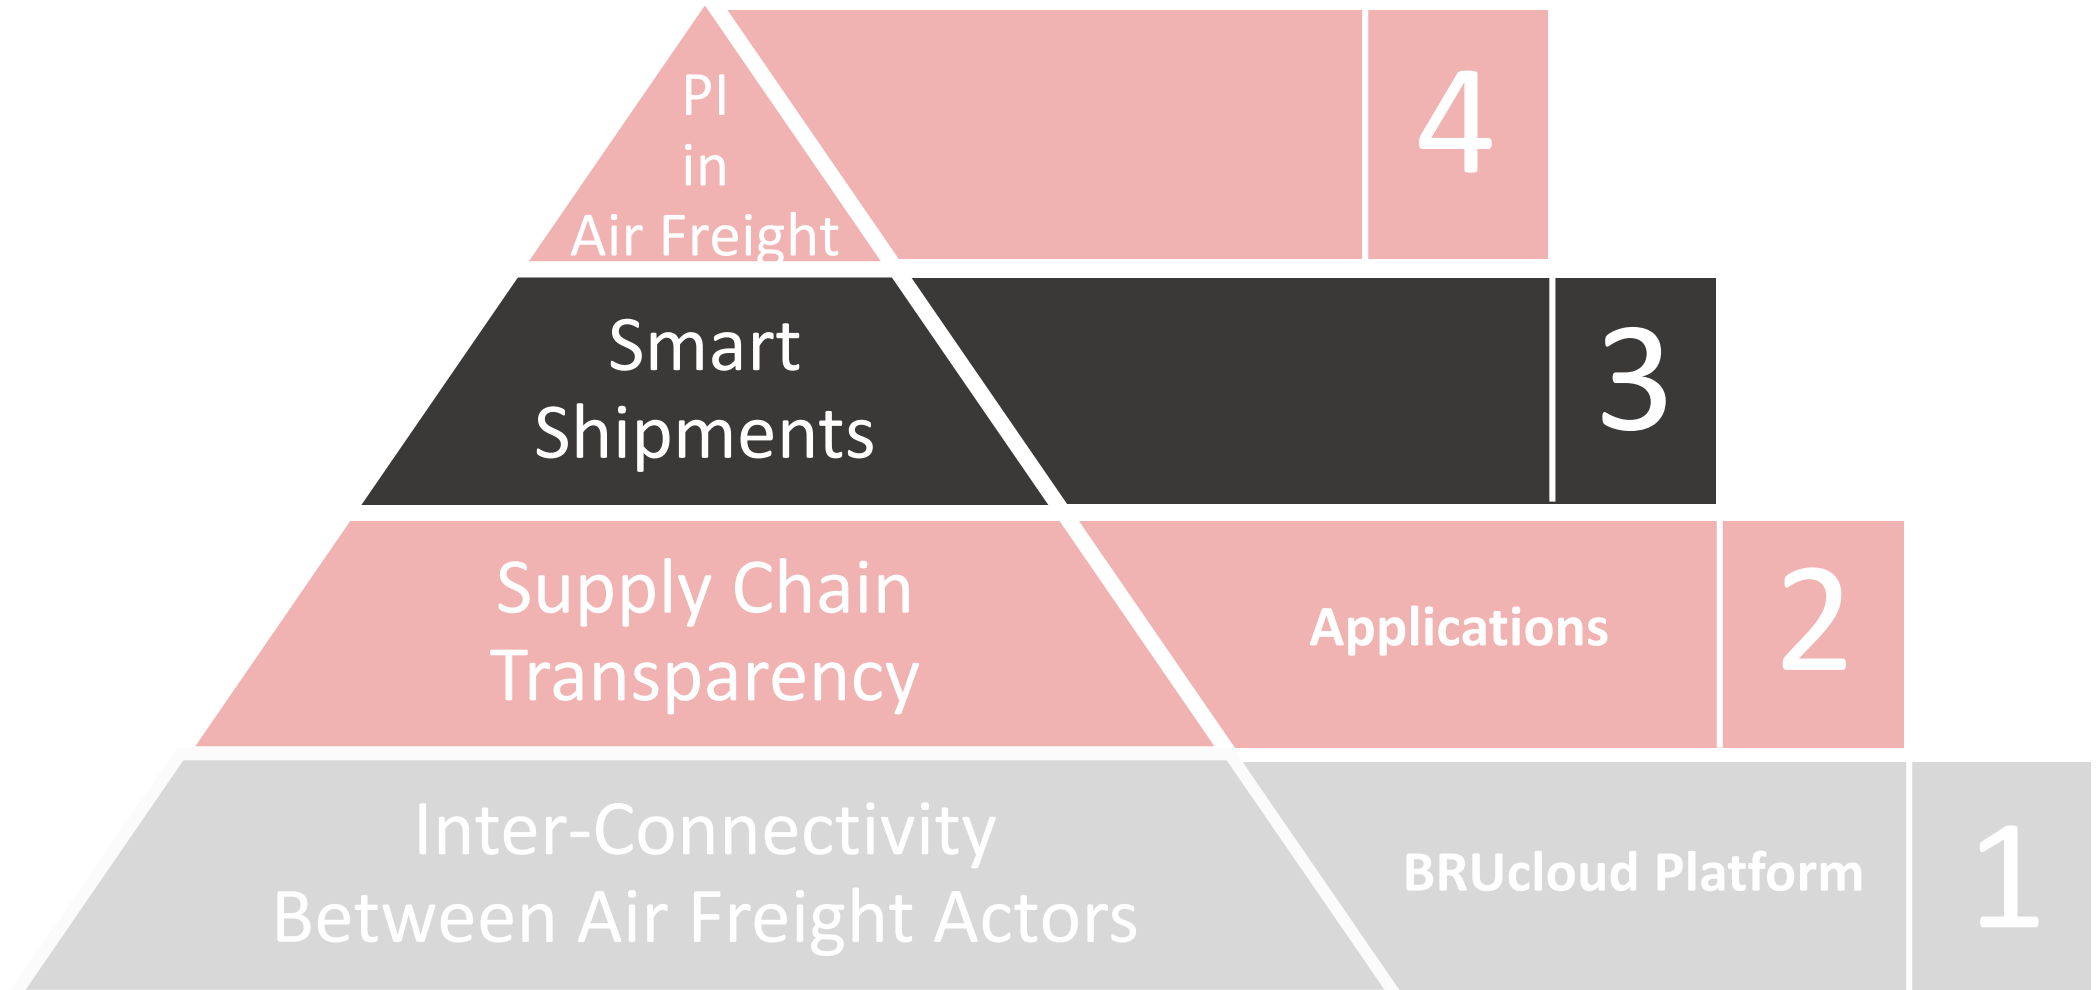 PI
in
Air Freight
4
Smart
Shipments
3
Supply Chain
Transparency
Applications
2
Inter-Connectivity
Between Air Freight Actors
BRUcloud Platform
1